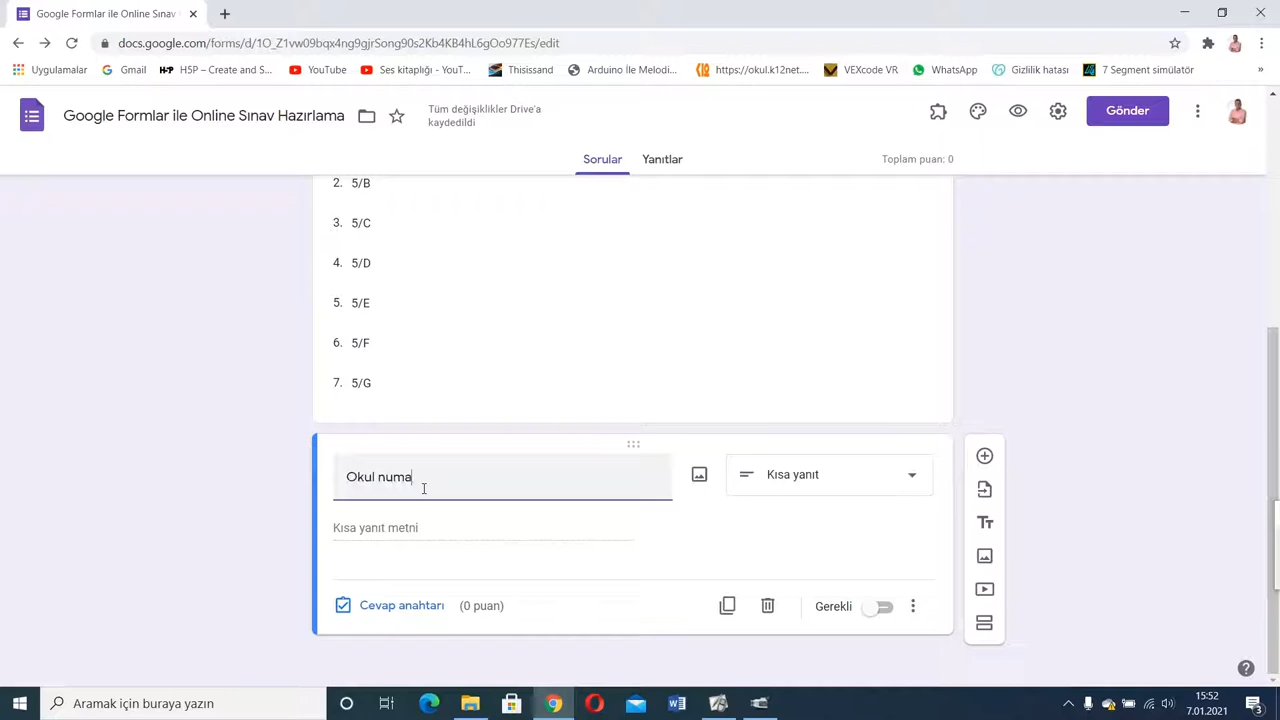 Google Formlar ile Online Sınav
docs.google.com/forms/d/1O_Z1vw09bqx4ng9gjrSong90s2Kb4KB4hL6gOo977Es/edit
Uygulamalar
Gmail
H5P – Create and S...
YouTube
Ses kitaplığı - YouT...
Thisissand
Arduino İle Melodi...
https://okul.k12net....
VEXcode VR
WhatsApp
Gizlilik hatası
7 Segment simülatör
»
Google Formlar ile Online Sınav Hazırlama
Tüm değişiklikler Drive'a
kaydedildi
Gönder
Sorular
Yanıtlar
Toplam puan: 0
2. 5/B
3. 5/C
4. 5/D
5. 5/E
6. 5/F
7. 5/G
Okul numa
Kısa yanıt
Kısa yanıt metni
Cevap anahtarı
(0 puan)
Gerekli
Aramak için buraya yazın
15:52
7.01.2021
3